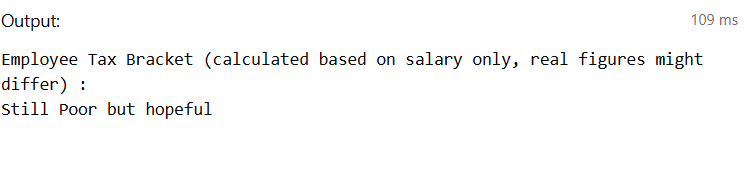 Output:
109 ms
Employee Tax Bracket (calculated based on salary only, real figures might
differ) :
Still Poor but hopeful